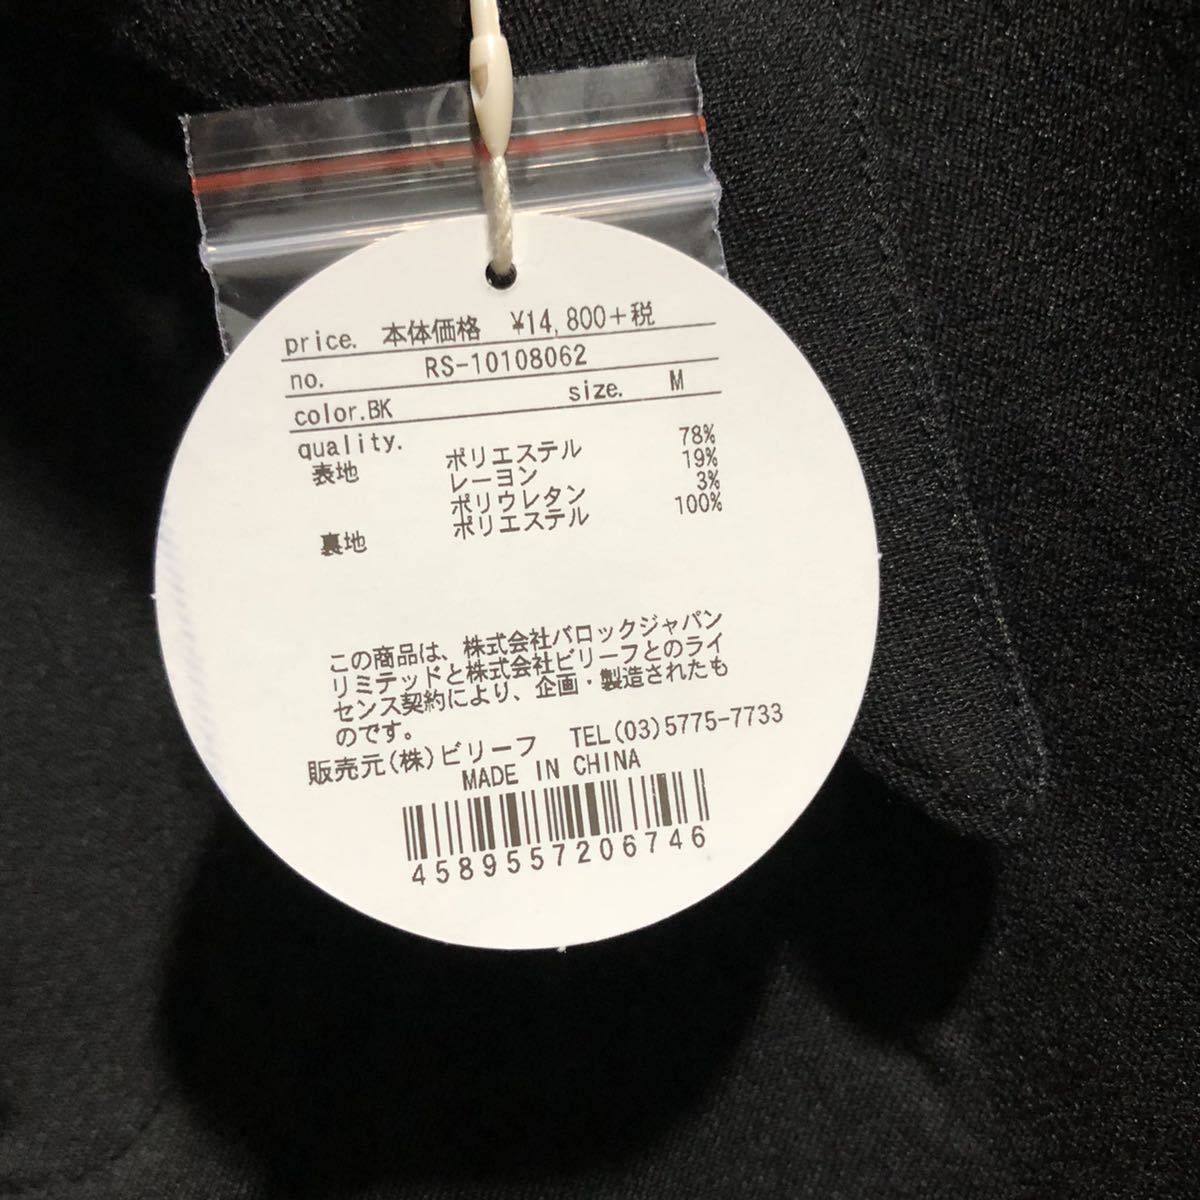 price. 本体価格 ¥14,800+税
no. RS-10108062
color.BK size. M
quality.
表地 ポリエステル 78%
レーヨン 19%
ポリウレタン 3%
裏地 ポリエステル 100%
この商品は、株式会社バロックジャパン
リミテッドと株式会社ビリーフとのライ
センス契約により、企画・製造されたも
のです。
販売元(株)ビリーフ TEL(03)5775-7733
MADE IN CHINA
4589557206746